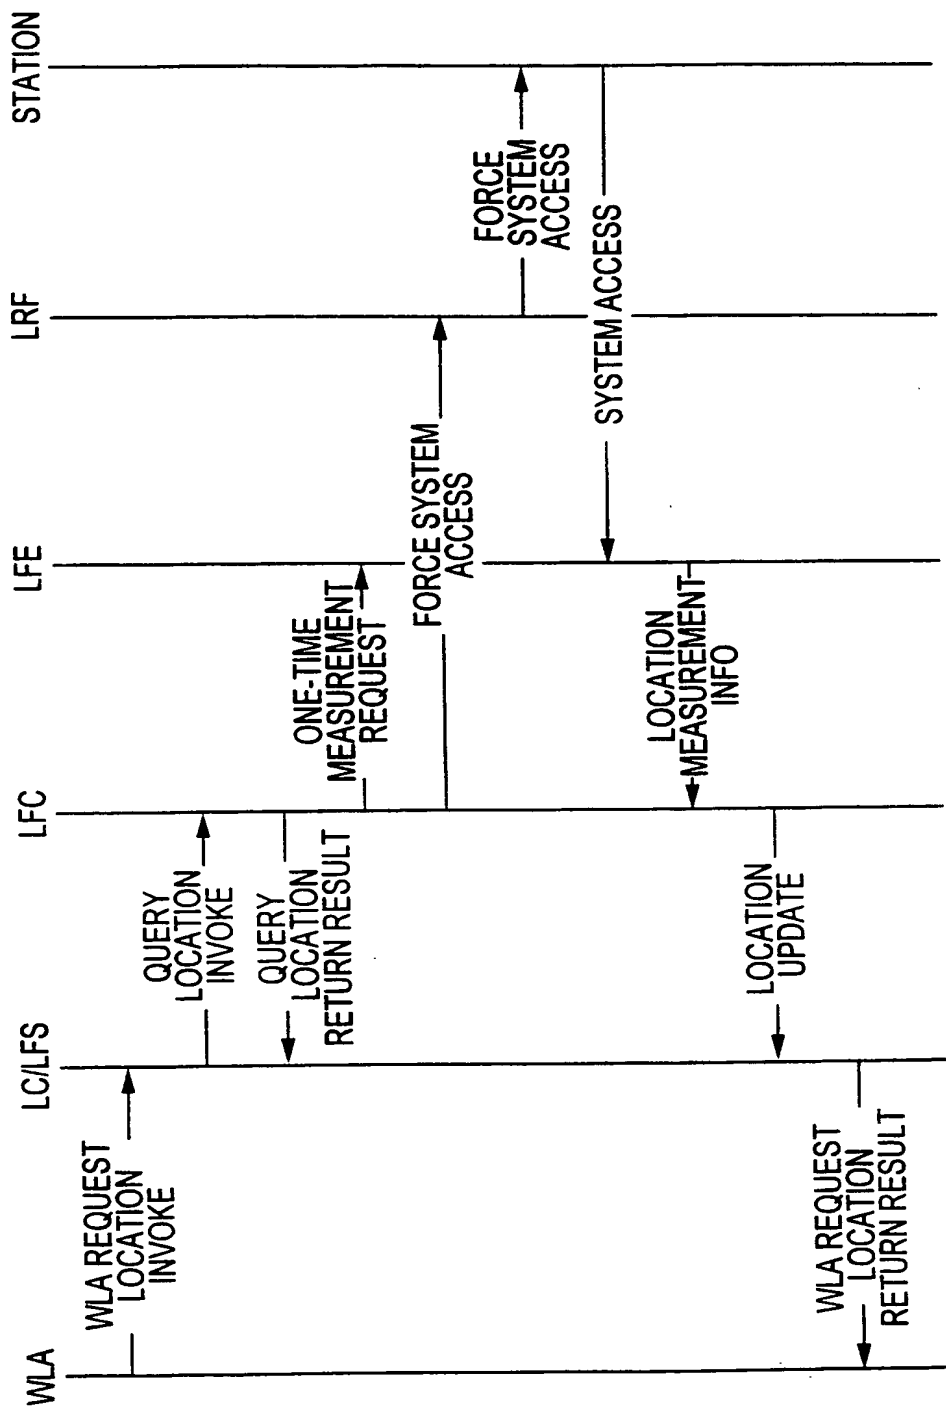 WLA
LC/LFS
LFC
LFE
LRF
STATION
WLA REQUEST
LOCATION
INVOKE
QUERY
LOCATION
INVOKE
QUERY
LOCATION
RETURN RESULT
ONE-TIME
MEASUREMENT
REQUEST
FORCE SYSTEM
ACCESS
FORCE
SYSTEM
ACCESS
SYSTEM ACCESS
LOCATION
MEASUREMENT
INFO
LOCATION
UPDATE
WLA REQUEST
LOCATION
RETURN RESULT